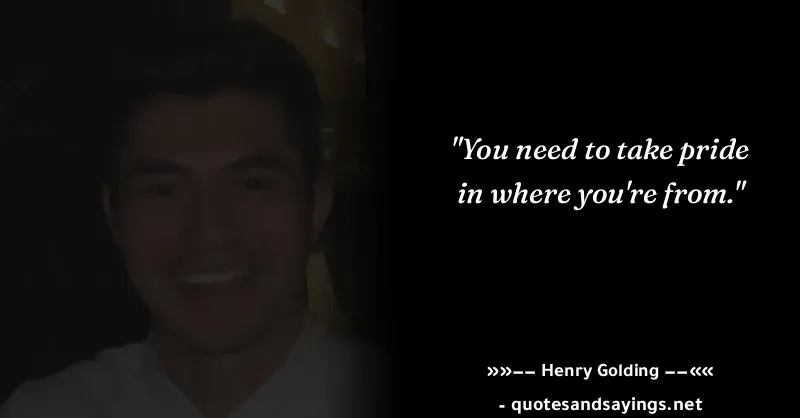 "You need to take pride
in where you're from."
»»−− Henry Golding −−««
- quotesandsayings.net